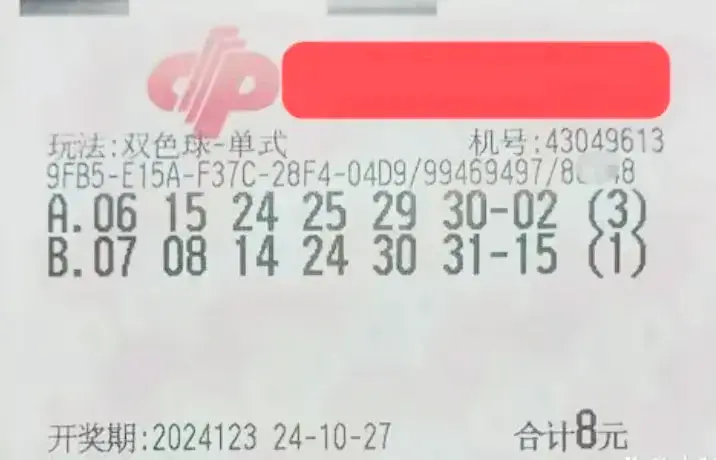 玩法:双色球-单式 机号:43049613
9FB5-E15A-F37C-28F4-04D9/99469497/8 8
A.06 15 24 25 29 30-02 (3)
B.07 08 14 24 30 31-15 (1)
开奖期:2024123 24-10-27 合计8元